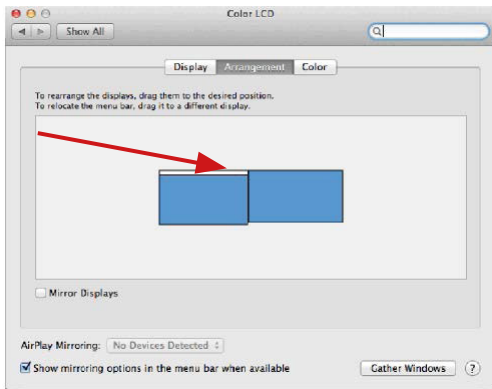 Color LCD
Show All
Display Arrangement Color
To rearrange the displays, drag them to the desired position.
To relocate the menu bar, drag it to a different display.
Mirror Displays
AirPlay Mirroring: No Devices Detected
Show mirroring options in the menu bar when available
Gather Windows ?